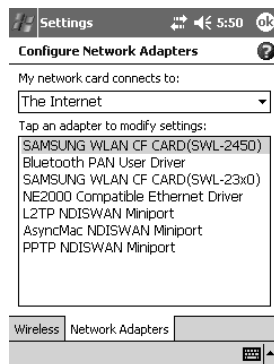 Settings 5:50 ok
Configure Network Adapters ?
My network card connects to:
The Internet
Tap an adapter to modify settings:
SAMSUNG WLAN CF CARD(SWL-2450)
Bluetooth PAN User Driver
SAMSUNG WLAN CF CARD(SWL-23x0)
NE2000 Compatible Ethernet Driver
L2TP NDISWAN Miniport
AsyncMac NDISWAN Miniport
PPTP NDISWAN Miniport
Wireless Network Adapters